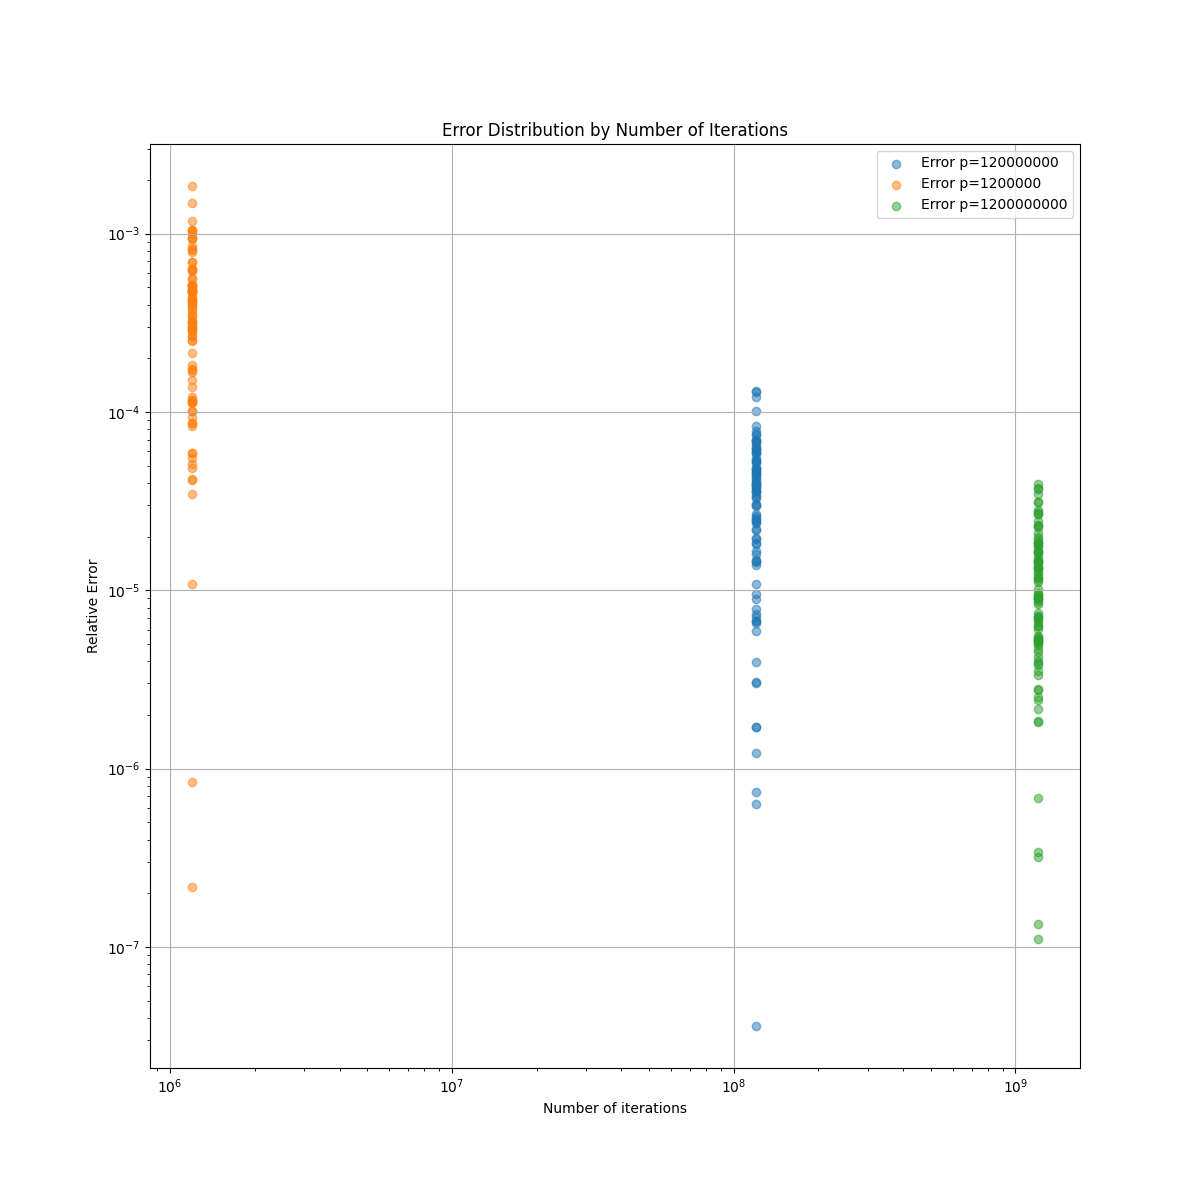 Error Distribution by Number of Iterations
Error p=120000000
Error p=1200000
Error p=1200000000
10⁻³
10⁻⁴
10⁻⁵
10⁻⁶
10⁻⁷
Relative Error
10⁶
10⁷
10⁸
10⁹
Number of iterations